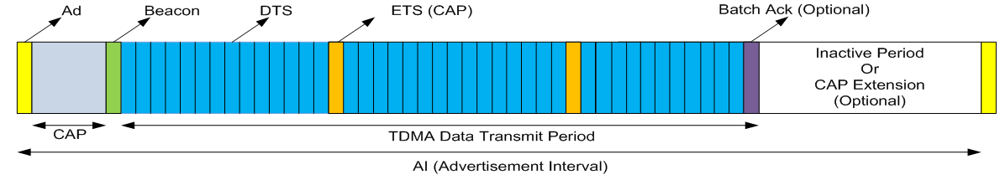 Ad
Beacon
DTS
ETS (CAP)
Batch Ack (Optional)
Inactive Period
Or
CAP Extension
(Optional)
CAP
TDMA Data Transmit Period
AI (Advertisement Interval)